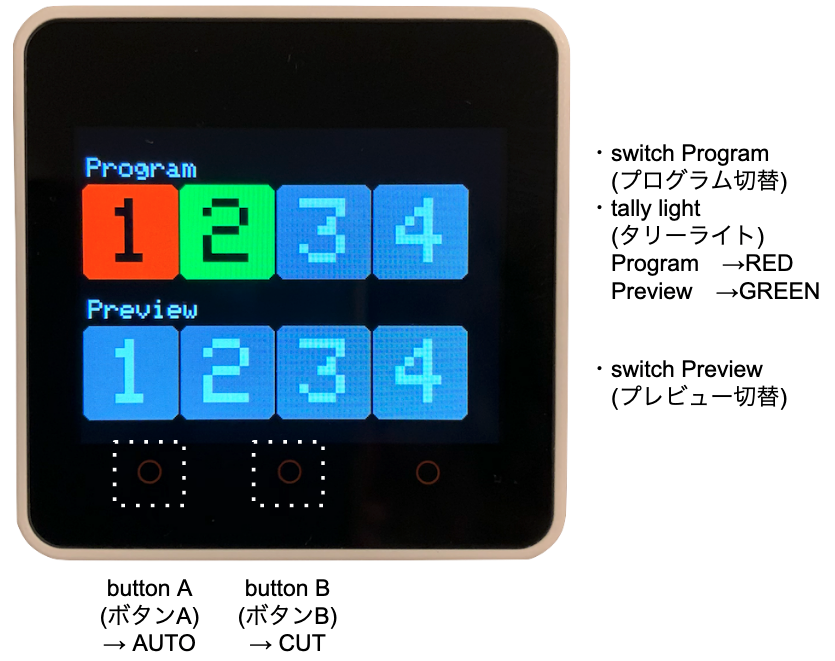 Program
1 2 3 4
Preview
1 2 3 4
・switch Program
(プログラム切替)
・tally light
(タリーライト)
Program →RED
Preview →GREEN
・switch Preview
(プレビュー切替)
button A
(ボタンA)
→ AUTO
button B
(ボタンB)
→ CUT